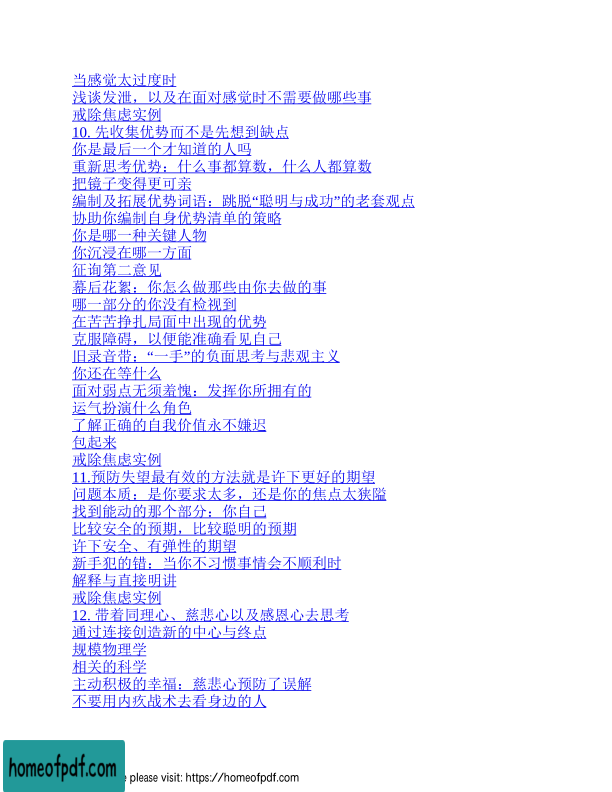 当感觉太过度时
浅谈发泄，以及在面对感觉时不需要做哪些事
戒除焦虑实例
10. 先收集优势而不是先想到缺点
你是最后一个才知道的人吗
重新思考优势：什么事都算数，什么人都算数
把镜子变得更可亲
编制及拓展优势词语：跳脱“聪明与成功”的老套观点
协助你编制自身优势清单的策略
你是哪一种关键人物
你沉浸在哪一方面
征询第二意见
幕后花絮：你怎么做那些由你去做的事
哪一部分的你没有检视到
在苦苦挣扎局面中出现的优势
克服障碍，以便能准确看见自己
旧录音带：“一手”的负面思考与悲观主义
你还在等什么
面对弱点无须羞愧：发挥你所拥有的
运气扮演什么角色
了解正确的自我价值永不嫌迟
包起来
戒除焦虑实例
11.预防失望最有效的方法就是许下更好的期望
问题本质：是你要求太多，还是你的焦点太狭隘
找到能动的那个部分：你自己
比较安全的预期，比较聪明的预期
许下安全、有弹性的期望
新手犯的错：当你不习惯事情会不顺利时
解释与直接明讲
戒除焦虑实例
12. 带着同理心、慈悲心以及感恩心去思考
通过连接创造新的中心与终点
规模物理学
相关的科学
主动积极的幸福：慈悲心预防了误解
不要用内疚战术去看身边的人
homeofpdf.com
e please visit: https://homeofpdf.com